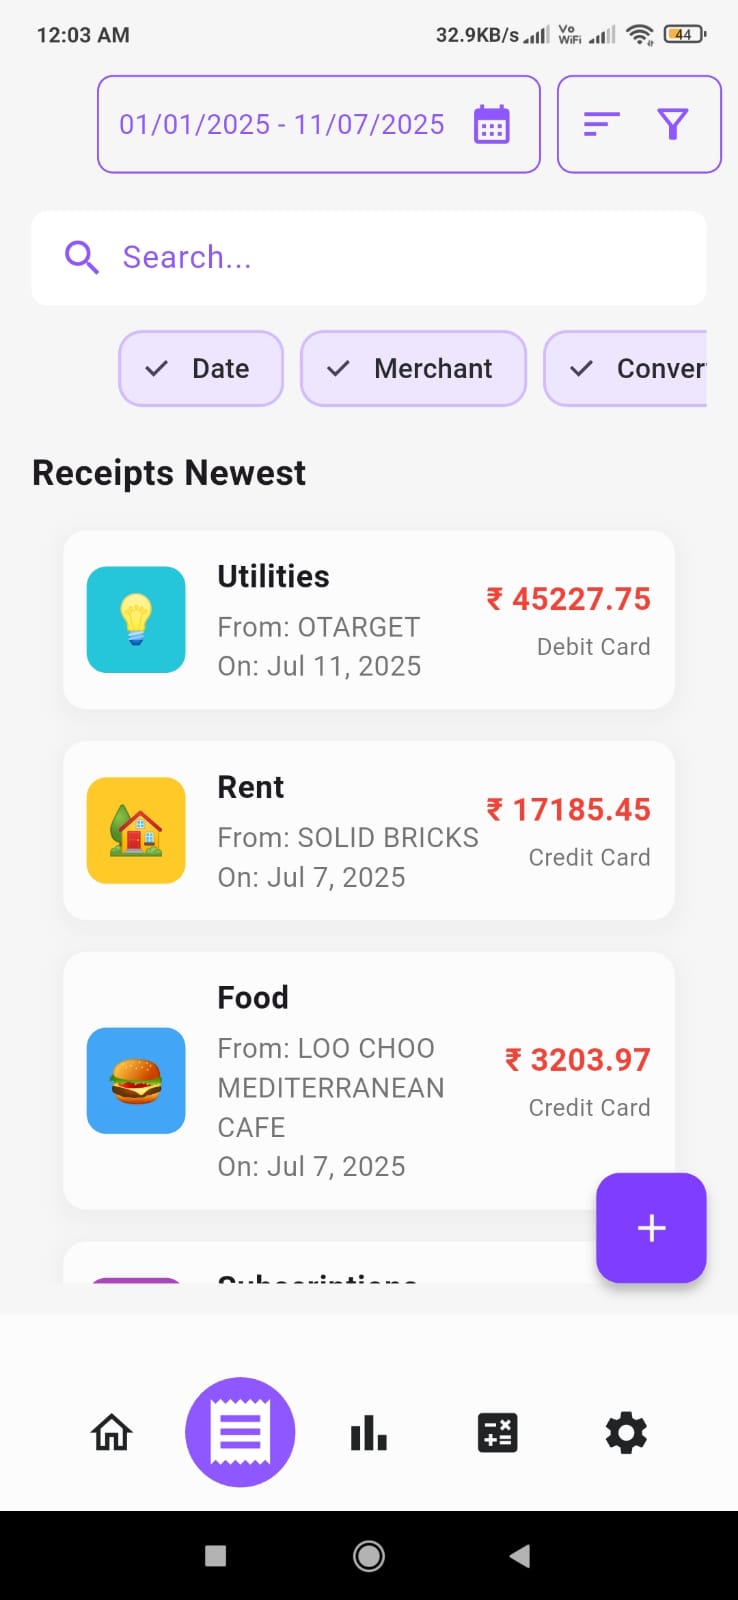 12:03 AM
32.9KB/s Vo WiFi 44
01/01/2025 - 11/07/2025
Search...
Date
Merchant
Conver
Receipts Newest
Utilities
From: OTARGET
On: Jul 11, 2025
₹ 45227.75
Debit Card
Rent
From: SOLID BRICKS
On: Jul 7, 2025
₹ 17185.45
Credit Card
Food
From: LOO CHOO
MEDITERRANEAN
CAFE
On: Jul 7, 2025
₹ 3203.97
Credit Card
Subscriptions
+